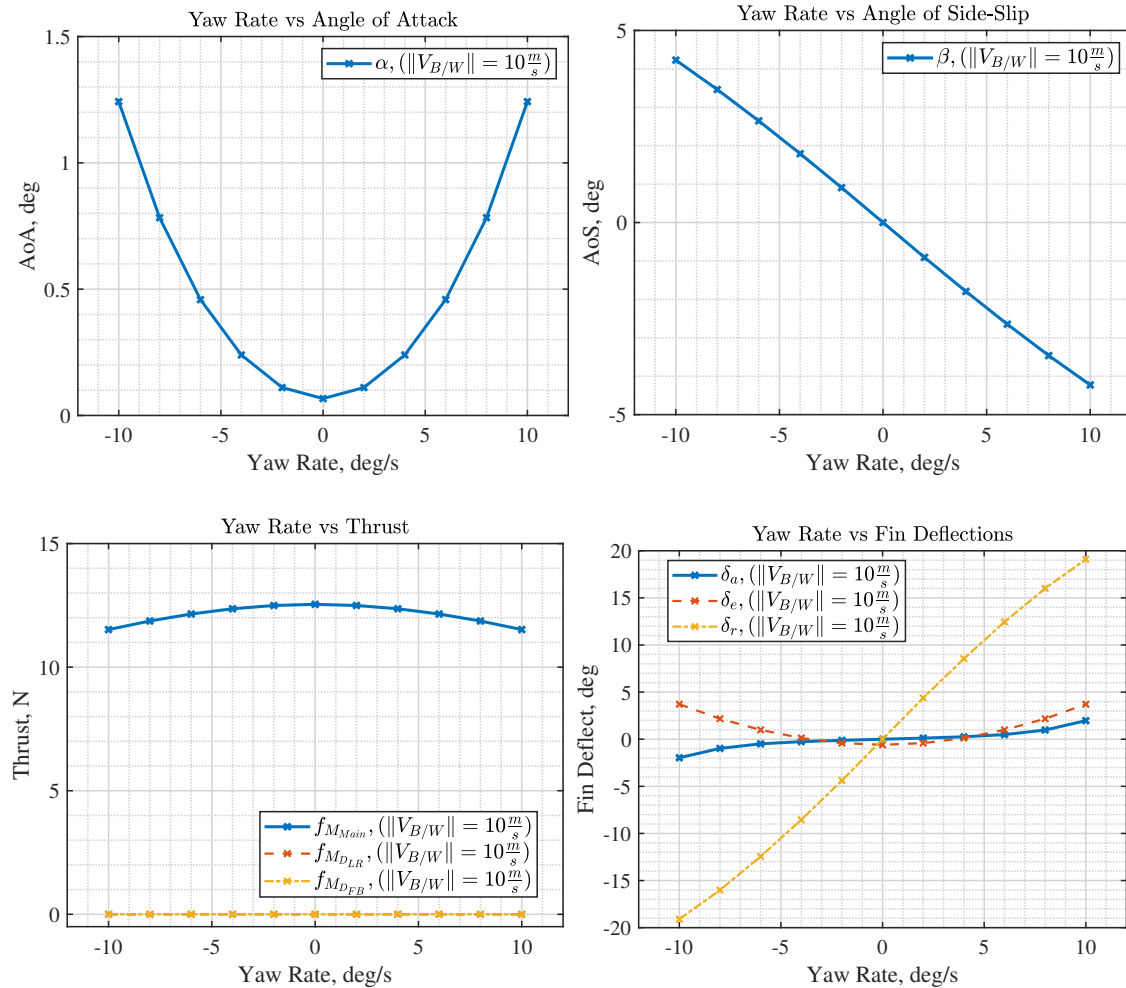 Yaw Rate vs Angle of Attack
1.5
1
0.5
0
AoA, deg
α, (‖V_{B/W}‖ = 10 m/s)
-10 -5 0 5 10
Yaw Rate, deg/s
Yaw Rate vs Angle of Side-Slip
5
0
-5
AoS, deg
β, (‖V_{B/W}‖ = 10 m/s)
-10 -5 0 5 10
Yaw Rate, deg/s
Yaw Rate vs Thrust
15
10
5
0
Thrust, N
f_{M_{Main}}, (‖V_{B/W}‖ = 10 m/s)
f_{M_{D_{LR}}}, (‖V_{B/W}‖ = 10 m/s)
f_{M_{D_{FB}}}, (‖V_{B/W}‖ = 10 m/s)
-10 -5 0 5 10
Yaw Rate, deg/s
Yaw Rate vs Fin Deflections
20
15
10
5
0
-5
-10
-15
-20
Fin Deflect, deg
δ_a, (‖V_{B/W}‖ = 10 m/s)
δ_e, (‖V_{B/W}‖ = 10 m/s)
δ_r, (‖V_{B/W}‖ = 10 m/s)
-10 -5 0 5 10
Yaw Rate, deg/s